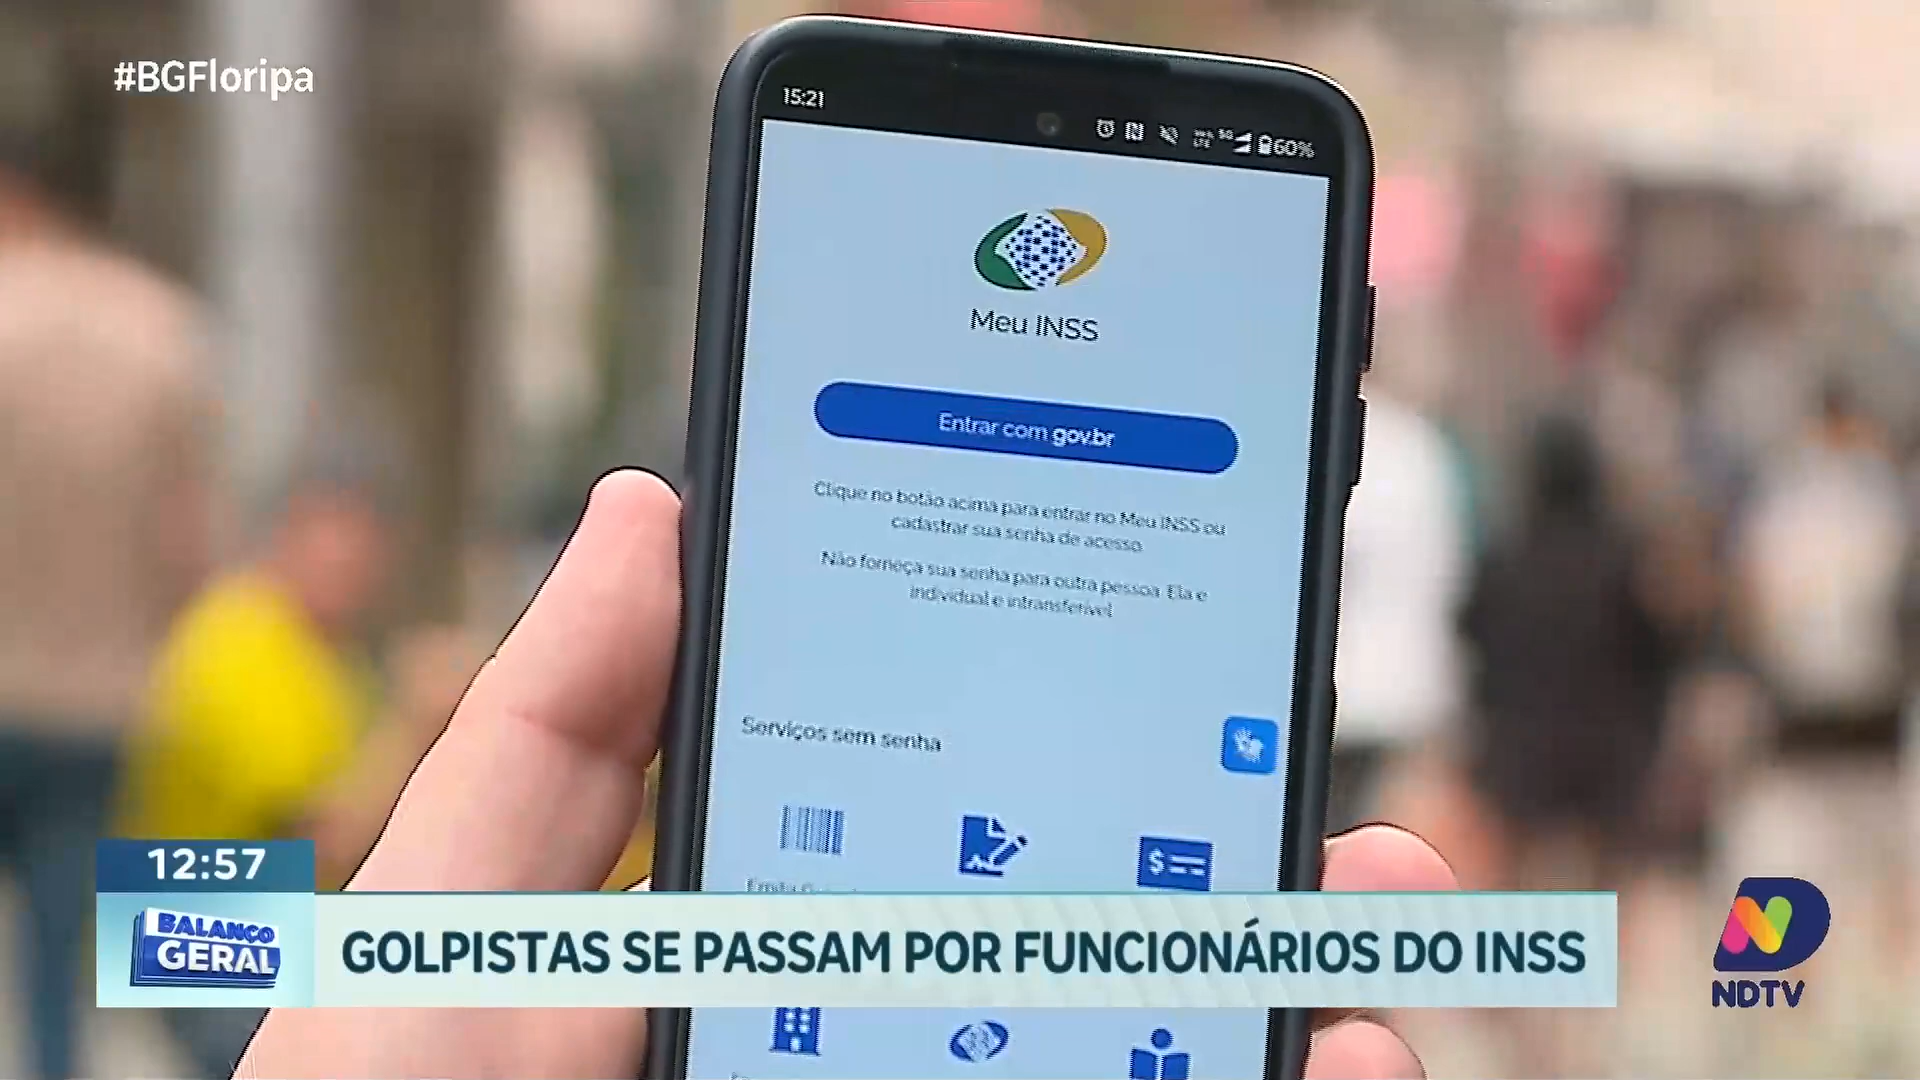 #BGFloripa
15:21
5G
60%
Meu INSS
Entrar com gov.br
Clique no botão acima para entrar no Meu INSS ou
cadastrar sua senha de acesso.
Não forneça sua senha para outra pessoa. Ela é
individual e intransferível.
Serviços sem senha
12:57
BALANÇO
GERAL
GOLPISTAS SE PASSAM POR FUNCIONÁRIOS DO INSS
NDTV